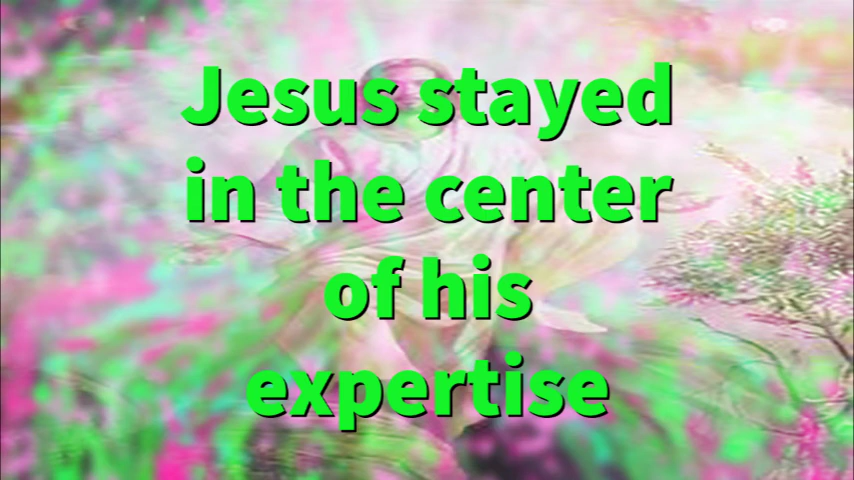 Jesus stayed
in the center
of his
expertise